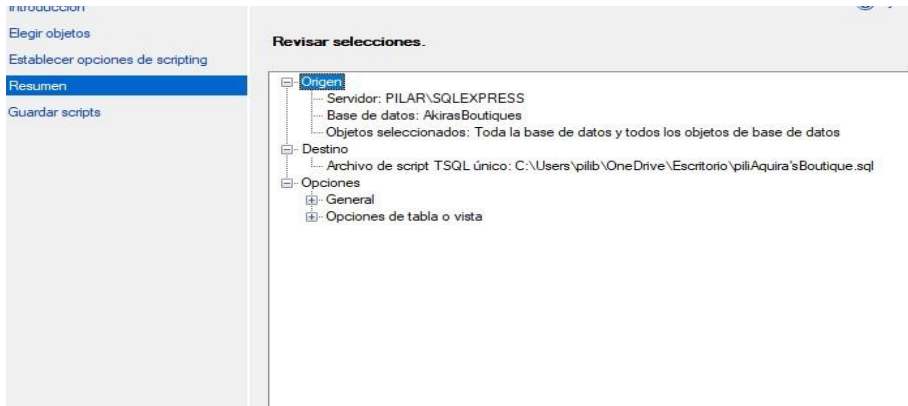 Introducción
Elegir objetos
Establecer opciones de scripting
Resumen
Guardar scripts
Revisar selecciones.
Origen
Servidor: PILAR\SQLEXPRESS
Base de datos: AkirasBoutiques
Objetos seleccionados: Toda la base de datos y todos los objetos de base de datos
Destino
Archivo de script TSQL único: C:\Users\pilib\OneDrive\Escritorio\piliAquira'sBoutique.sql
Opciones
General
Opciones de tabla o vista